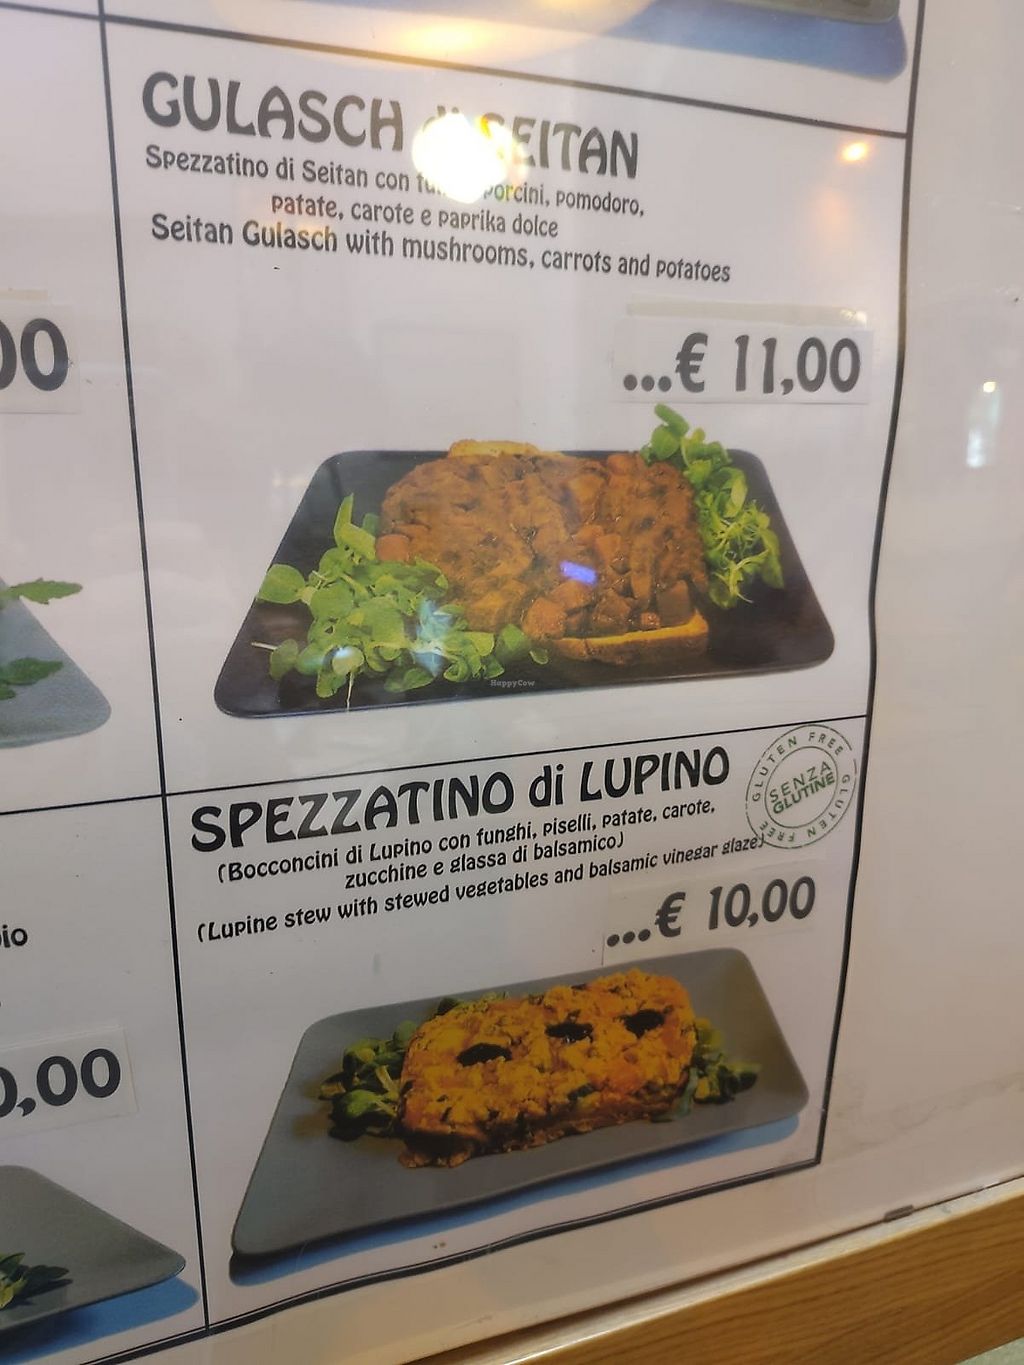 GULASCH di SEITAN
Spezzatino di Seitan con porcini, pomodoro,
patate, carote e paprika dolce
Seitan Gulasch with mushrooms, carrots and potatoes
00
...€ 11,00
HappyCow
SPEZZATINO di LUPINO
GLUTEN FREE GLUTEN FREE
SENZA
GLUTINE
(Bocconcini di Lupino con funghi, piselli, patate, carote,
zucchine e glassa di balsamico)
(Lupine stew with stewed vegetables and balsamic vinegar glaze)
...€ 10,00
io
0,00